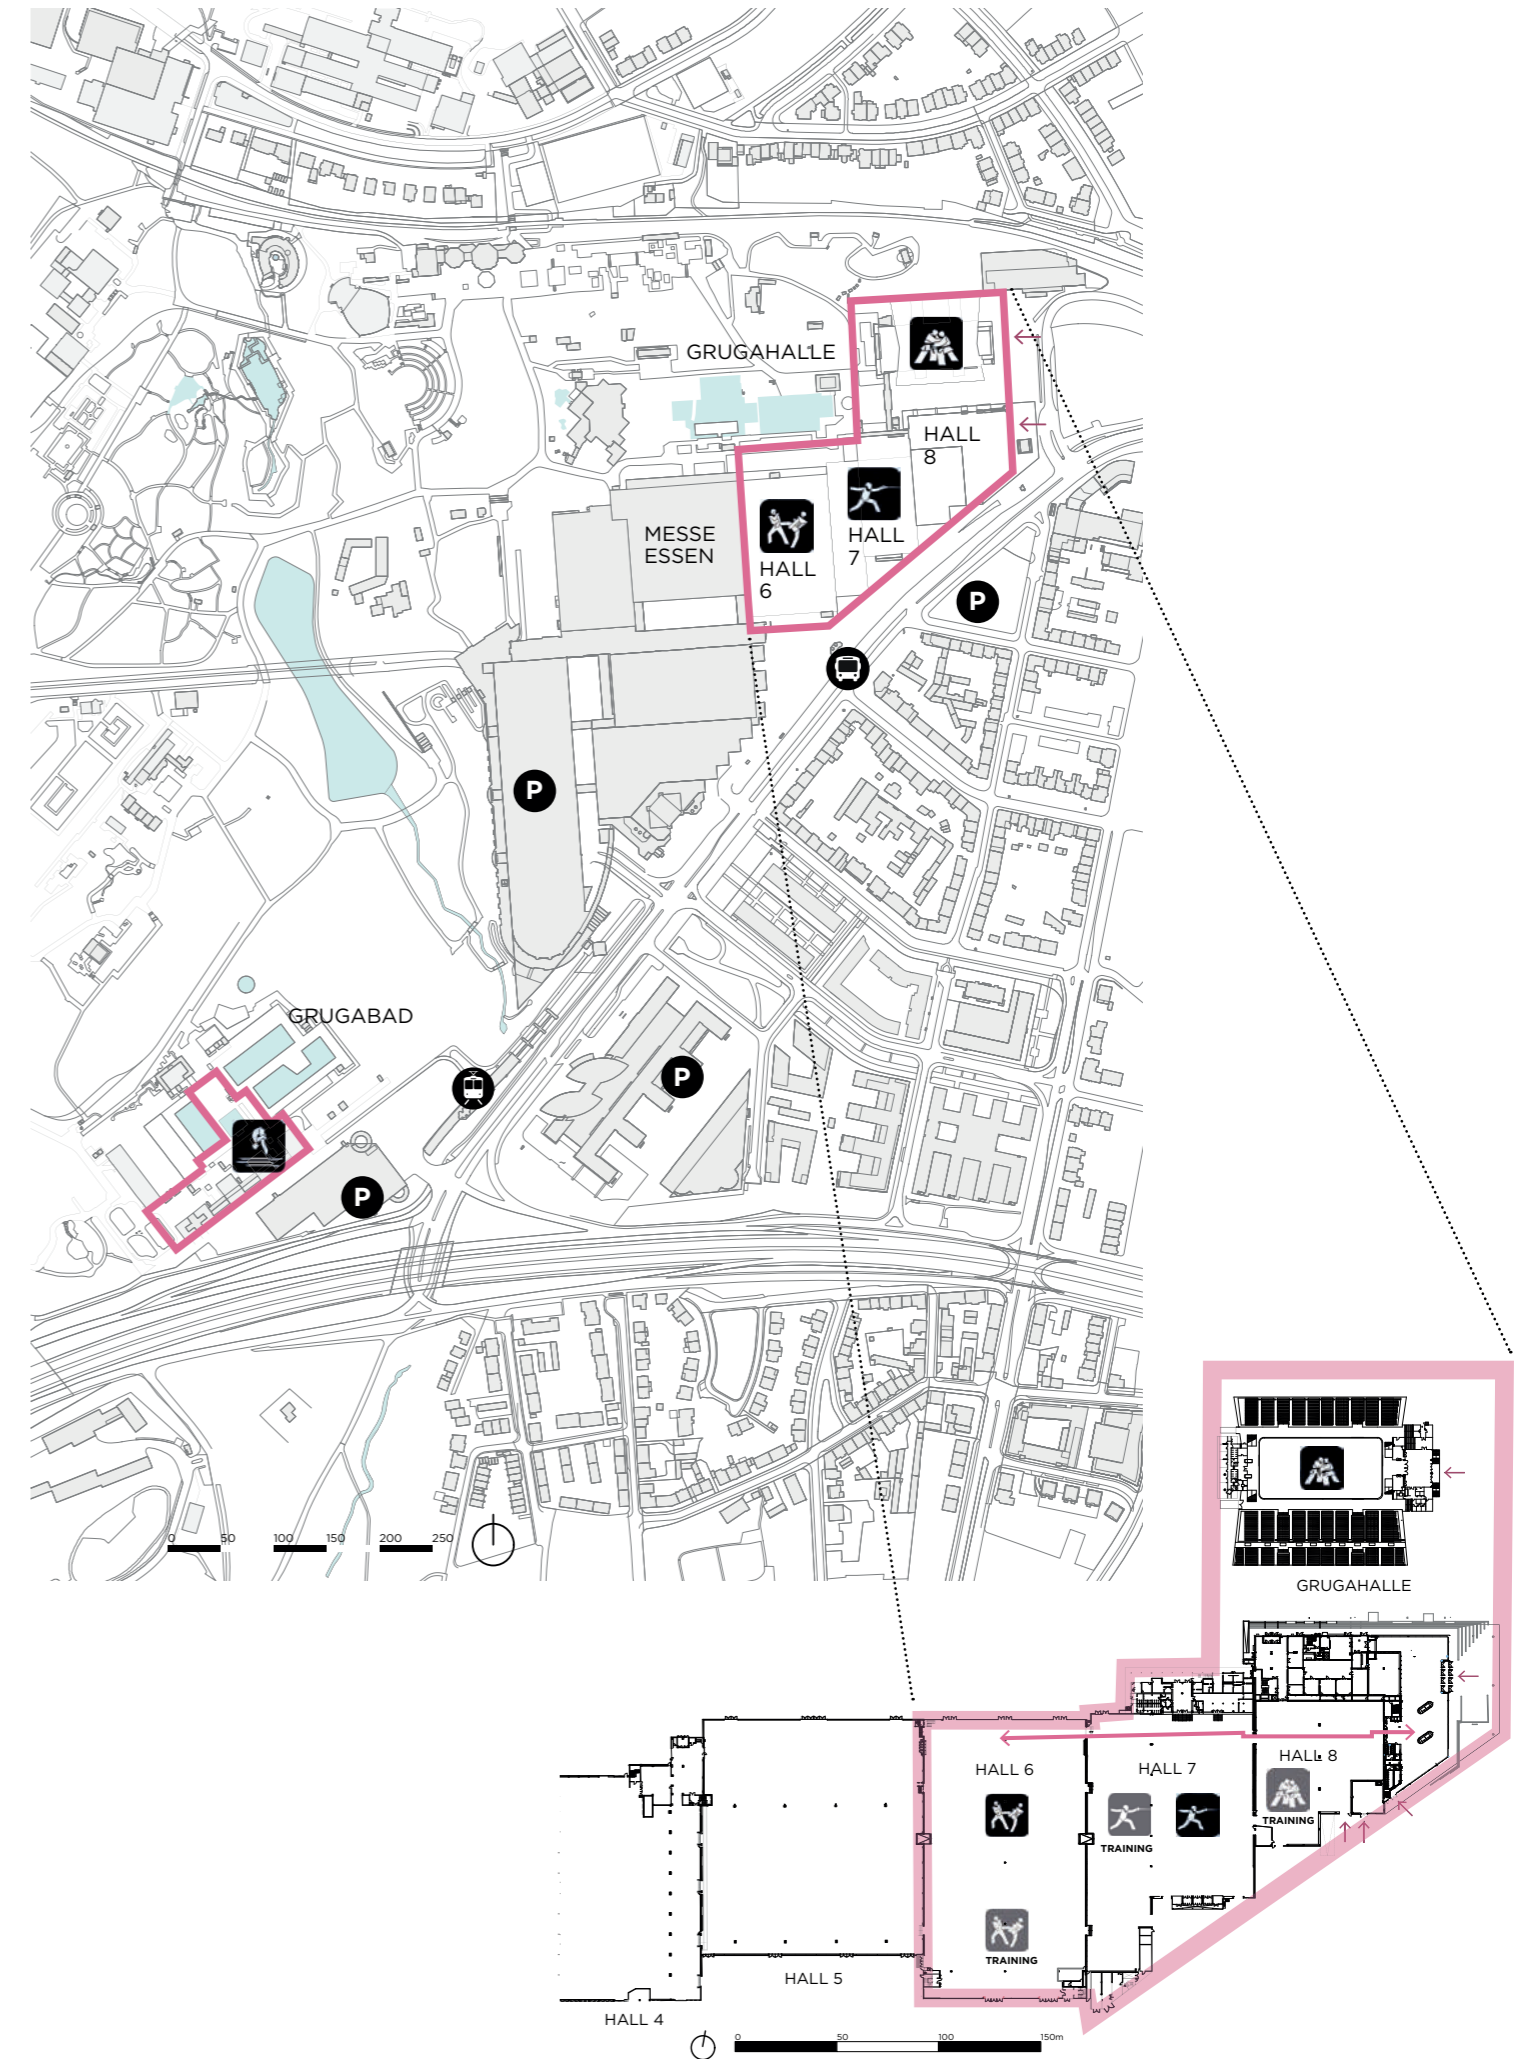 GRUGAHALLE
HALL
8
MESSE
ESSEN
HALL
7
HALL
6
P
P
GRUGABAD
P
P
0 50 100 150 200 250
GRUGAHALLE
HALL 8
HALL 6
HALL 7
TRAINING
TRAINING
TRAINING
HALL 5
HALL 4
0 50 100 150m